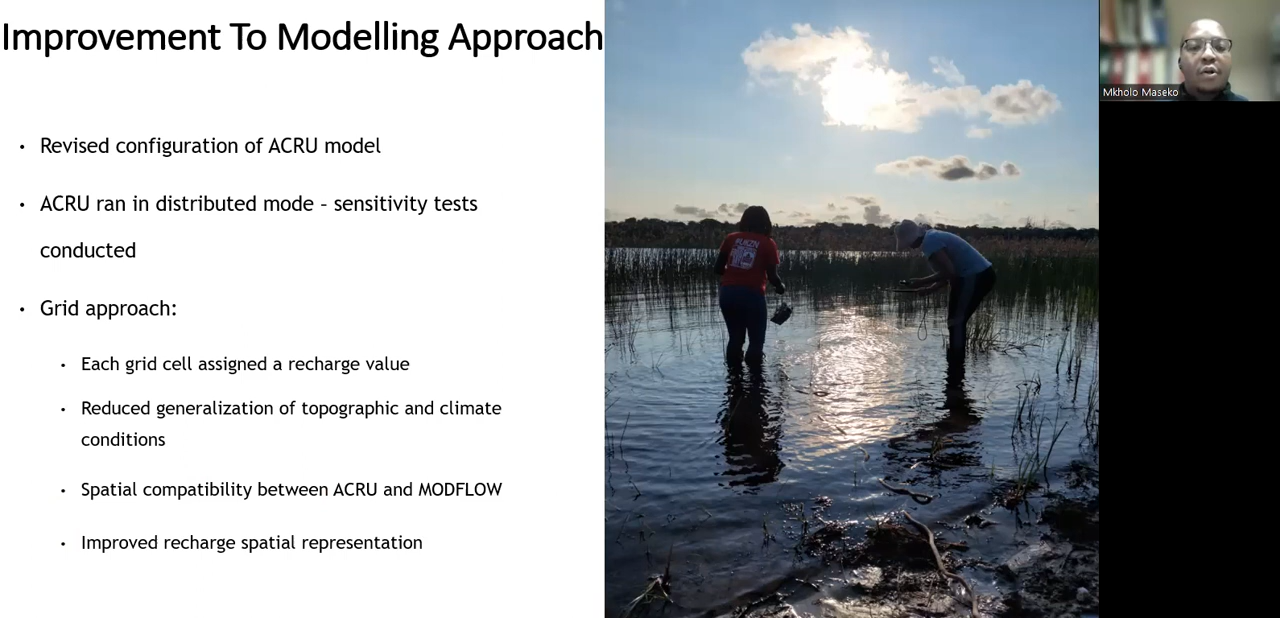 Improvement To Modelling Approach
• Revised configuration of ACRU model
• ACRU ran in distributed mode – sensitivity tests
conducted
• Grid approach:
• Each grid cell assigned a recharge value
• Reduced generalization of topographic and climate
conditions
• Spatial compatibility between ACRU and MODFLOW
• Improved recharge spatial representation
Mkholo Maseko